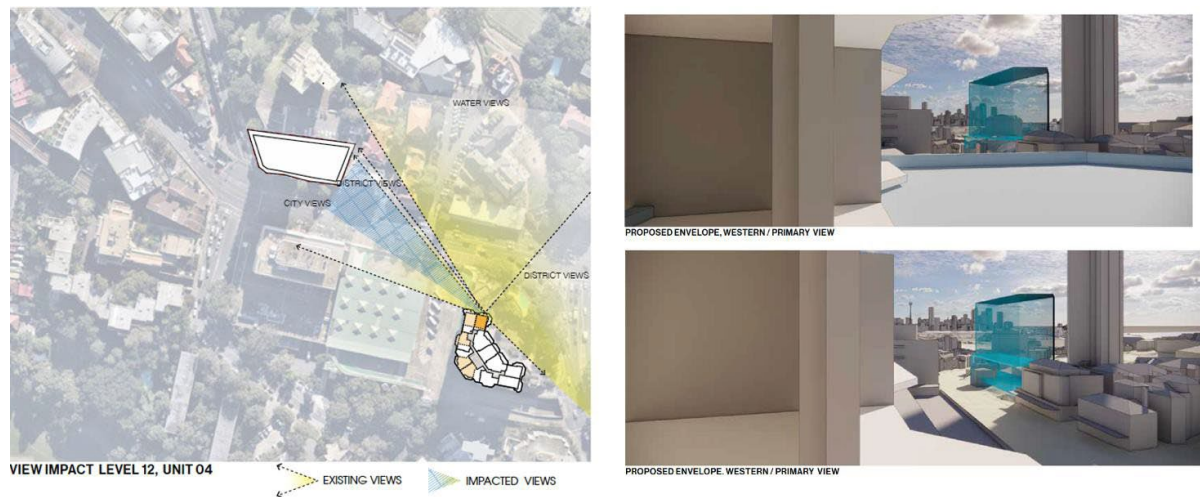 WATER VIEWS
DISTRICT VIEWS
CITY VIEWS
DISTRICT VIEWS
VIEW IMPACT LEVEL 12, UNIT 04
EXISTING VIEWS
IMPACTED VIEWS
PROPOSED ENVELOPE, WESTERN / PRIMARY VIEW
PROPOSED ENVELOPE. WESTERN / PRIMARY VIEW